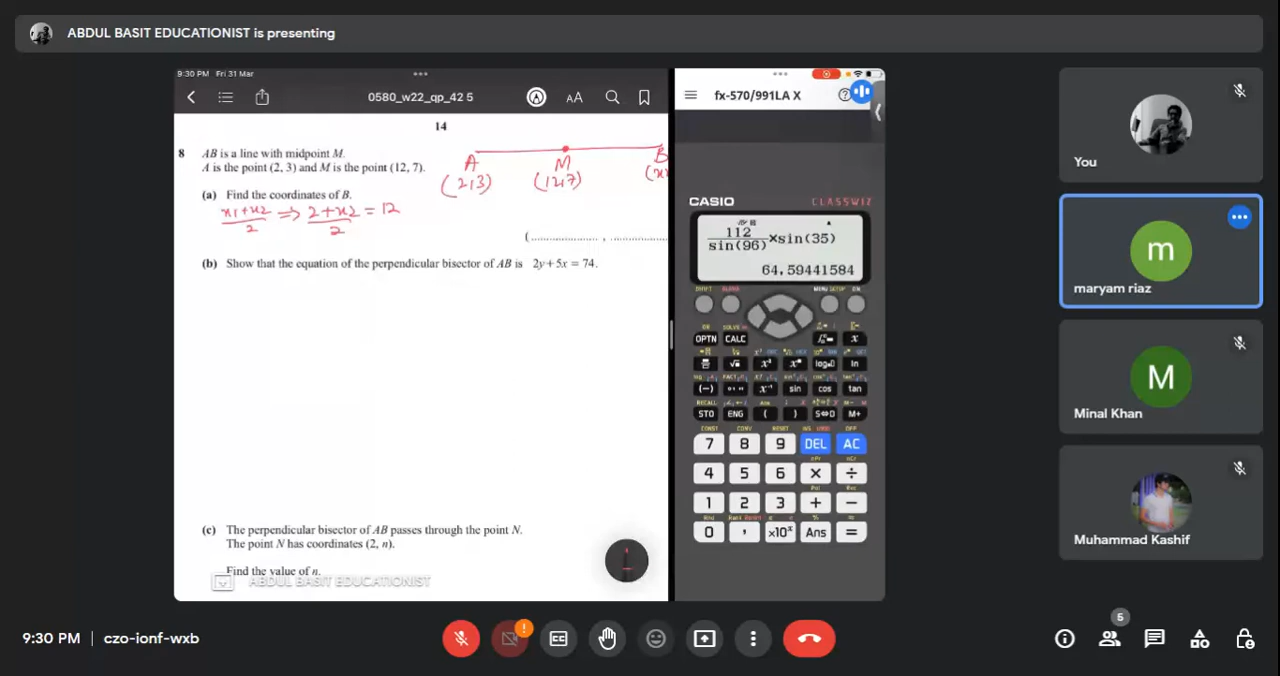 ABDUL BASIT EDUCATIONIST is presenting
9:30 PM Fri 31 Mar
0580_w22_qp_42 5
AA
14
8 AB is a line with midpoint M.
A is the point (2, 3) and M is the point (12, 7).
A M B
(2,3) (12,7)
(a) Find the coordinates of B.
x1+x2/2 ⇒ 2+x2/2 = 12
(.................... , ................
(b) Show that the equation of the perpendicular bisector of AB is 2y+5x = 74.
(c) The perpendicular bisector of AB passes through the point N.
The point N has coordinates (2, n).
Find the value of n.
ABDUL BASIT EDUCATIONIST
fx-570/991LA X
CASIO CLASSWIZ
112/sin(96)×sin(35)
64.59441584
SHIFT MENU SETUP ON
OPTN CALC x
log ln
(−) sin cos tan
STO ENG ( ) S⇔D M+
7 8 9 DEL AC
4 5 6 × ÷
1 2 3 + −
0 , ×10ˣ Ans =
You
m
maryam riaz
M
Minal Khan
Muhammad Kashif
9:30 PM | czo-ionf-wxb
CC
5